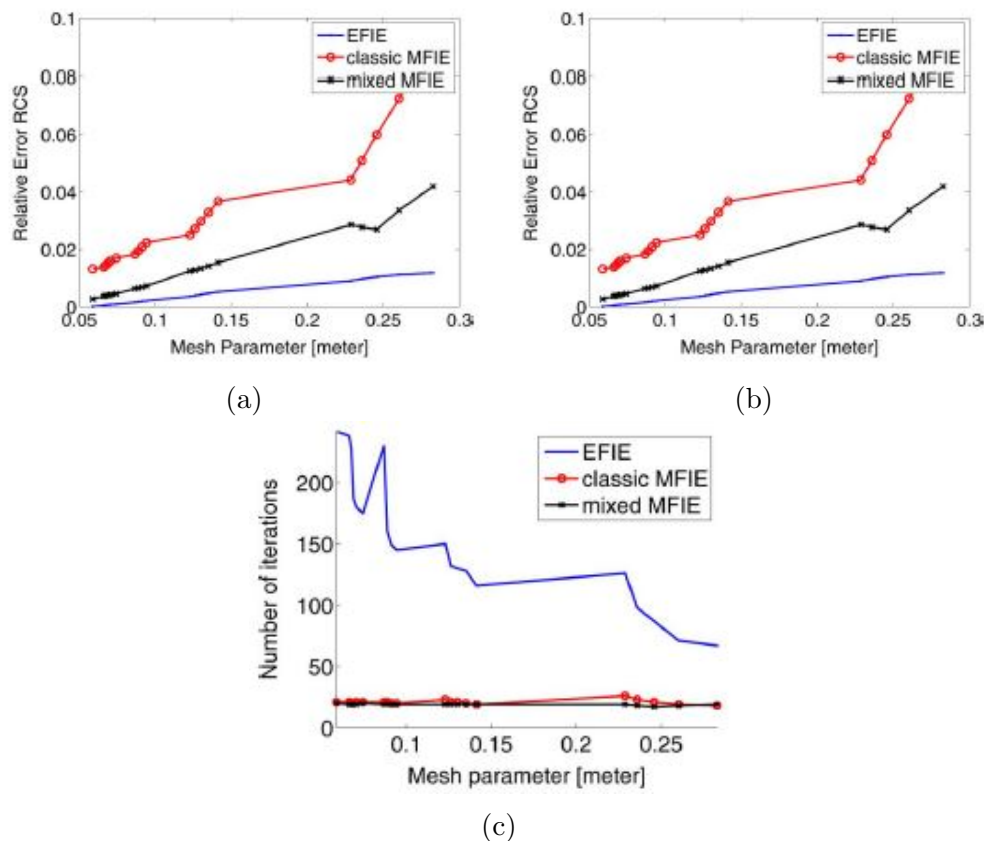 0.1
0.08
0.06
0.04
0.02
0
Relative Error RCS
EFIE
classic MFIE
mixed MFIE
0.05 0.1 0.15 0.2 0.25 0.3
Mesh Parameter [meter]
(a)
0.1
0.08
0.06
0.04
0.02
0
Relative Error RCS
EFIE
classic MFIE
mixed MFIE
0.05 0.1 0.15 0.2 0.25 0.3
Mesh Parameter [meter]
(b)
200
150
100
50
0
Number of iterations
EFIE
classic MFIE
mixed MFIE
0.1 0.15 0.2 0.25
Mesh parameter [meter]
(c)